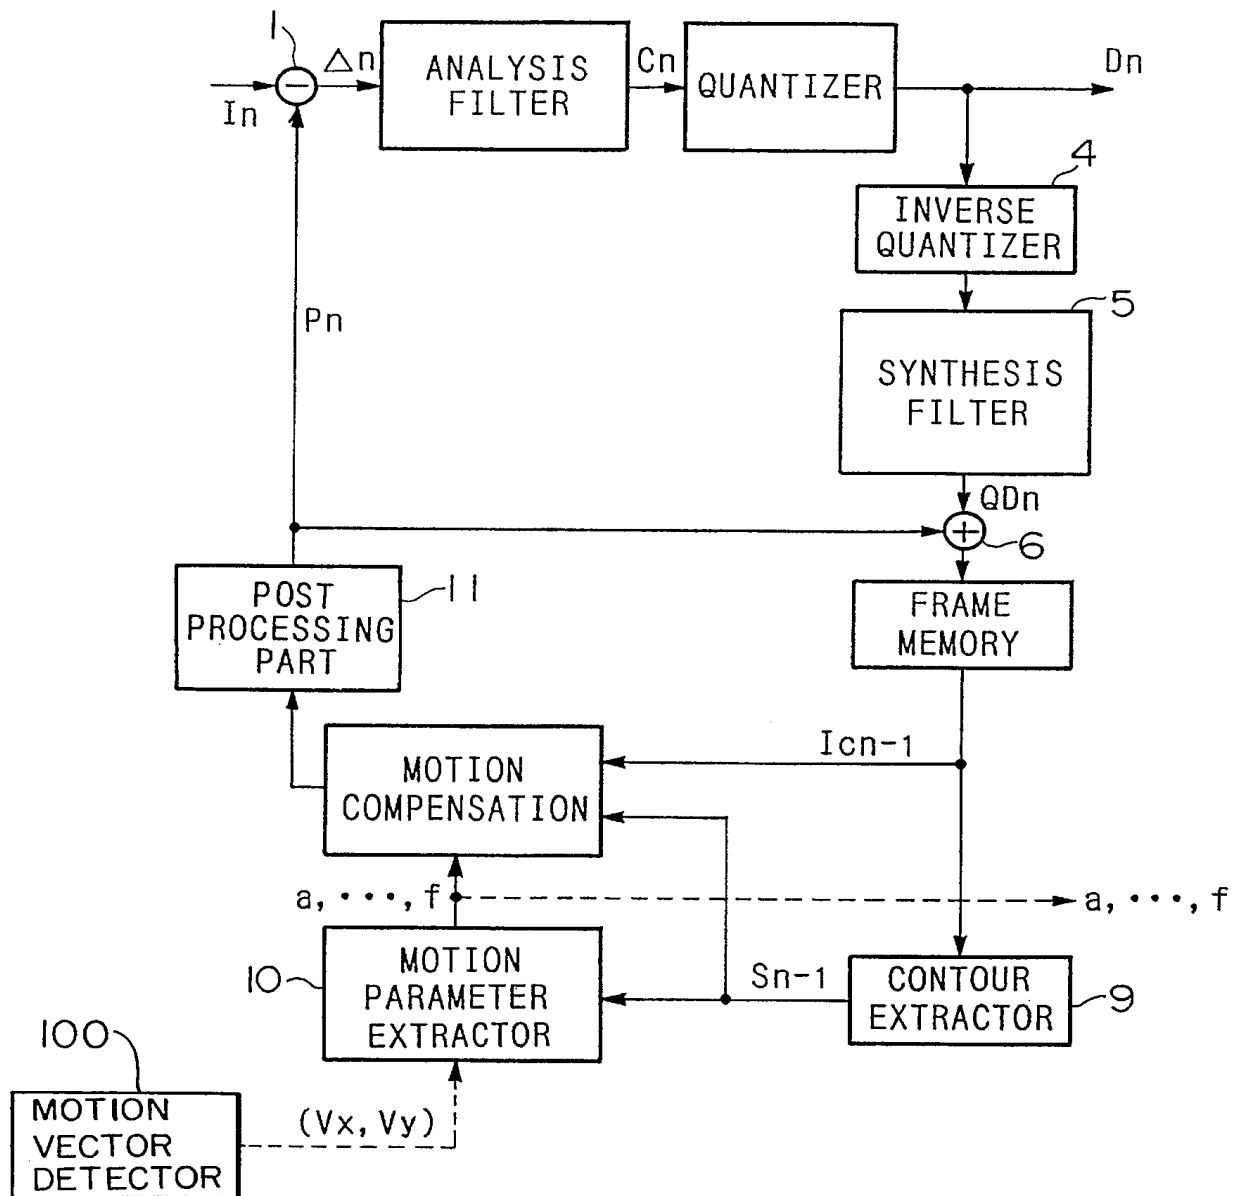 1
Δn
In
−
ANALYSIS
FILTER
Cn
QUANTIZER
Dn
4
INVERSE
QUANTIZER
5
SYNTHESIS
FILTER
Pn
QDn
+
6
POST
PROCESSING
PART
11
FRAME
MEMORY
MOTION
COMPENSATION
Icn-1
a, ···, f
a, ···, f
10
MOTION
PARAMETER
EXTRACTOR
Sn-1
CONTOUR
EXTRACTOR
9
100
MOTION
VECTOR
DETECTOR
(Vx, Vy)